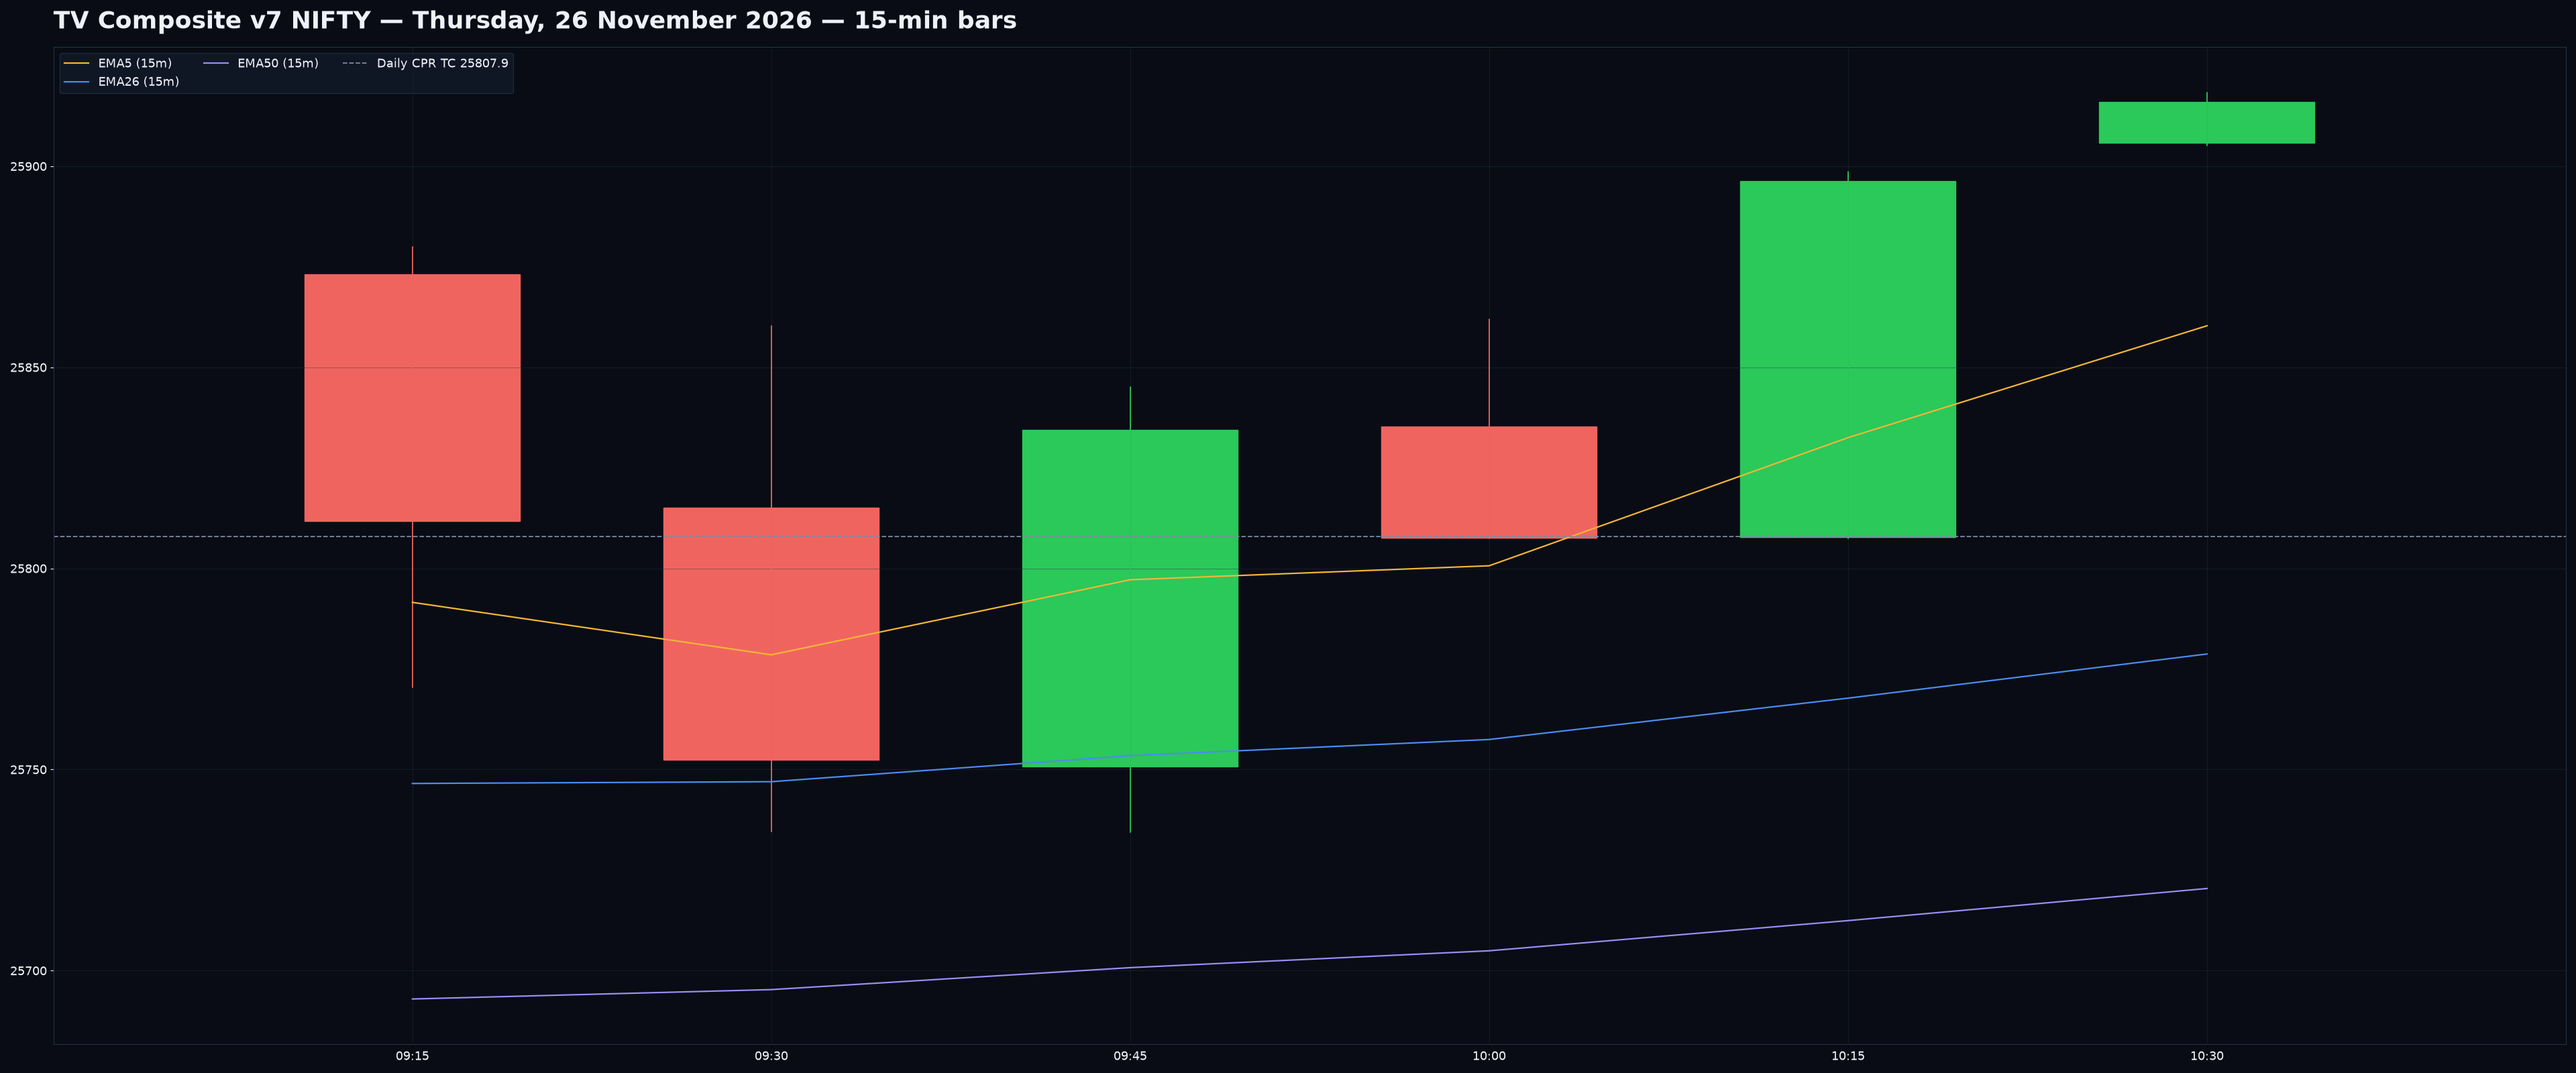 TV Composite v7 NIFTY — Thursday, 26 November 2026 — 15-min bars
EMA5 (15m) EMA50 (15m) Daily CPR TC 25807.9
EMA26 (15m)
25900
25850
25800
25750
25700
09:15 09:30 09:45 10:00 10:15 10:30